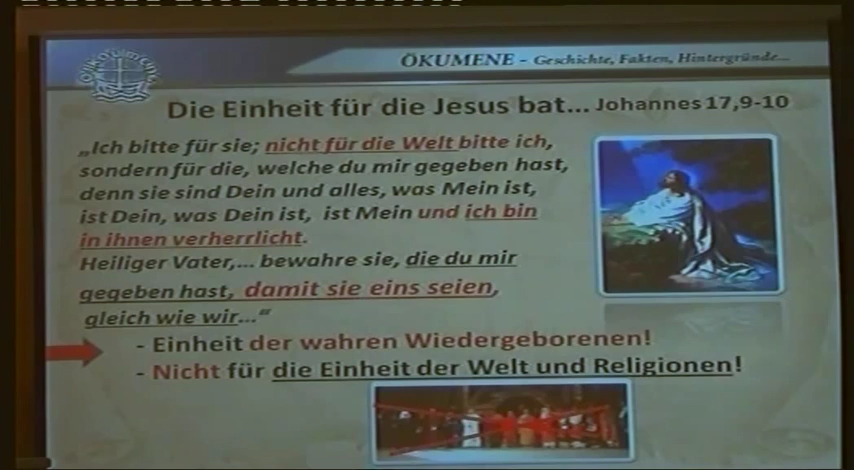 ÖKUMENE - Geschichte, Fakten, Hintergründe...
Die Einheit für die Jesus bat... Johannes 17,9-10
„Ich bitte für sie; nicht für die Welt bitte ich,
sondern für die, welche du mir gegeben hast,
denn sie sind Dein und alles, was Mein ist,
ist Dein, was Dein ist, ist Mein und ich bin
in ihnen verherrlicht.
Heiliger Vater,... bewahre sie, die du mir
gegeben hast, damit sie eins seien,
gleich wie wir...“
- Einheit der wahren Wiedergeborenen!
- Nicht für die Einheit der Welt und Religionen!